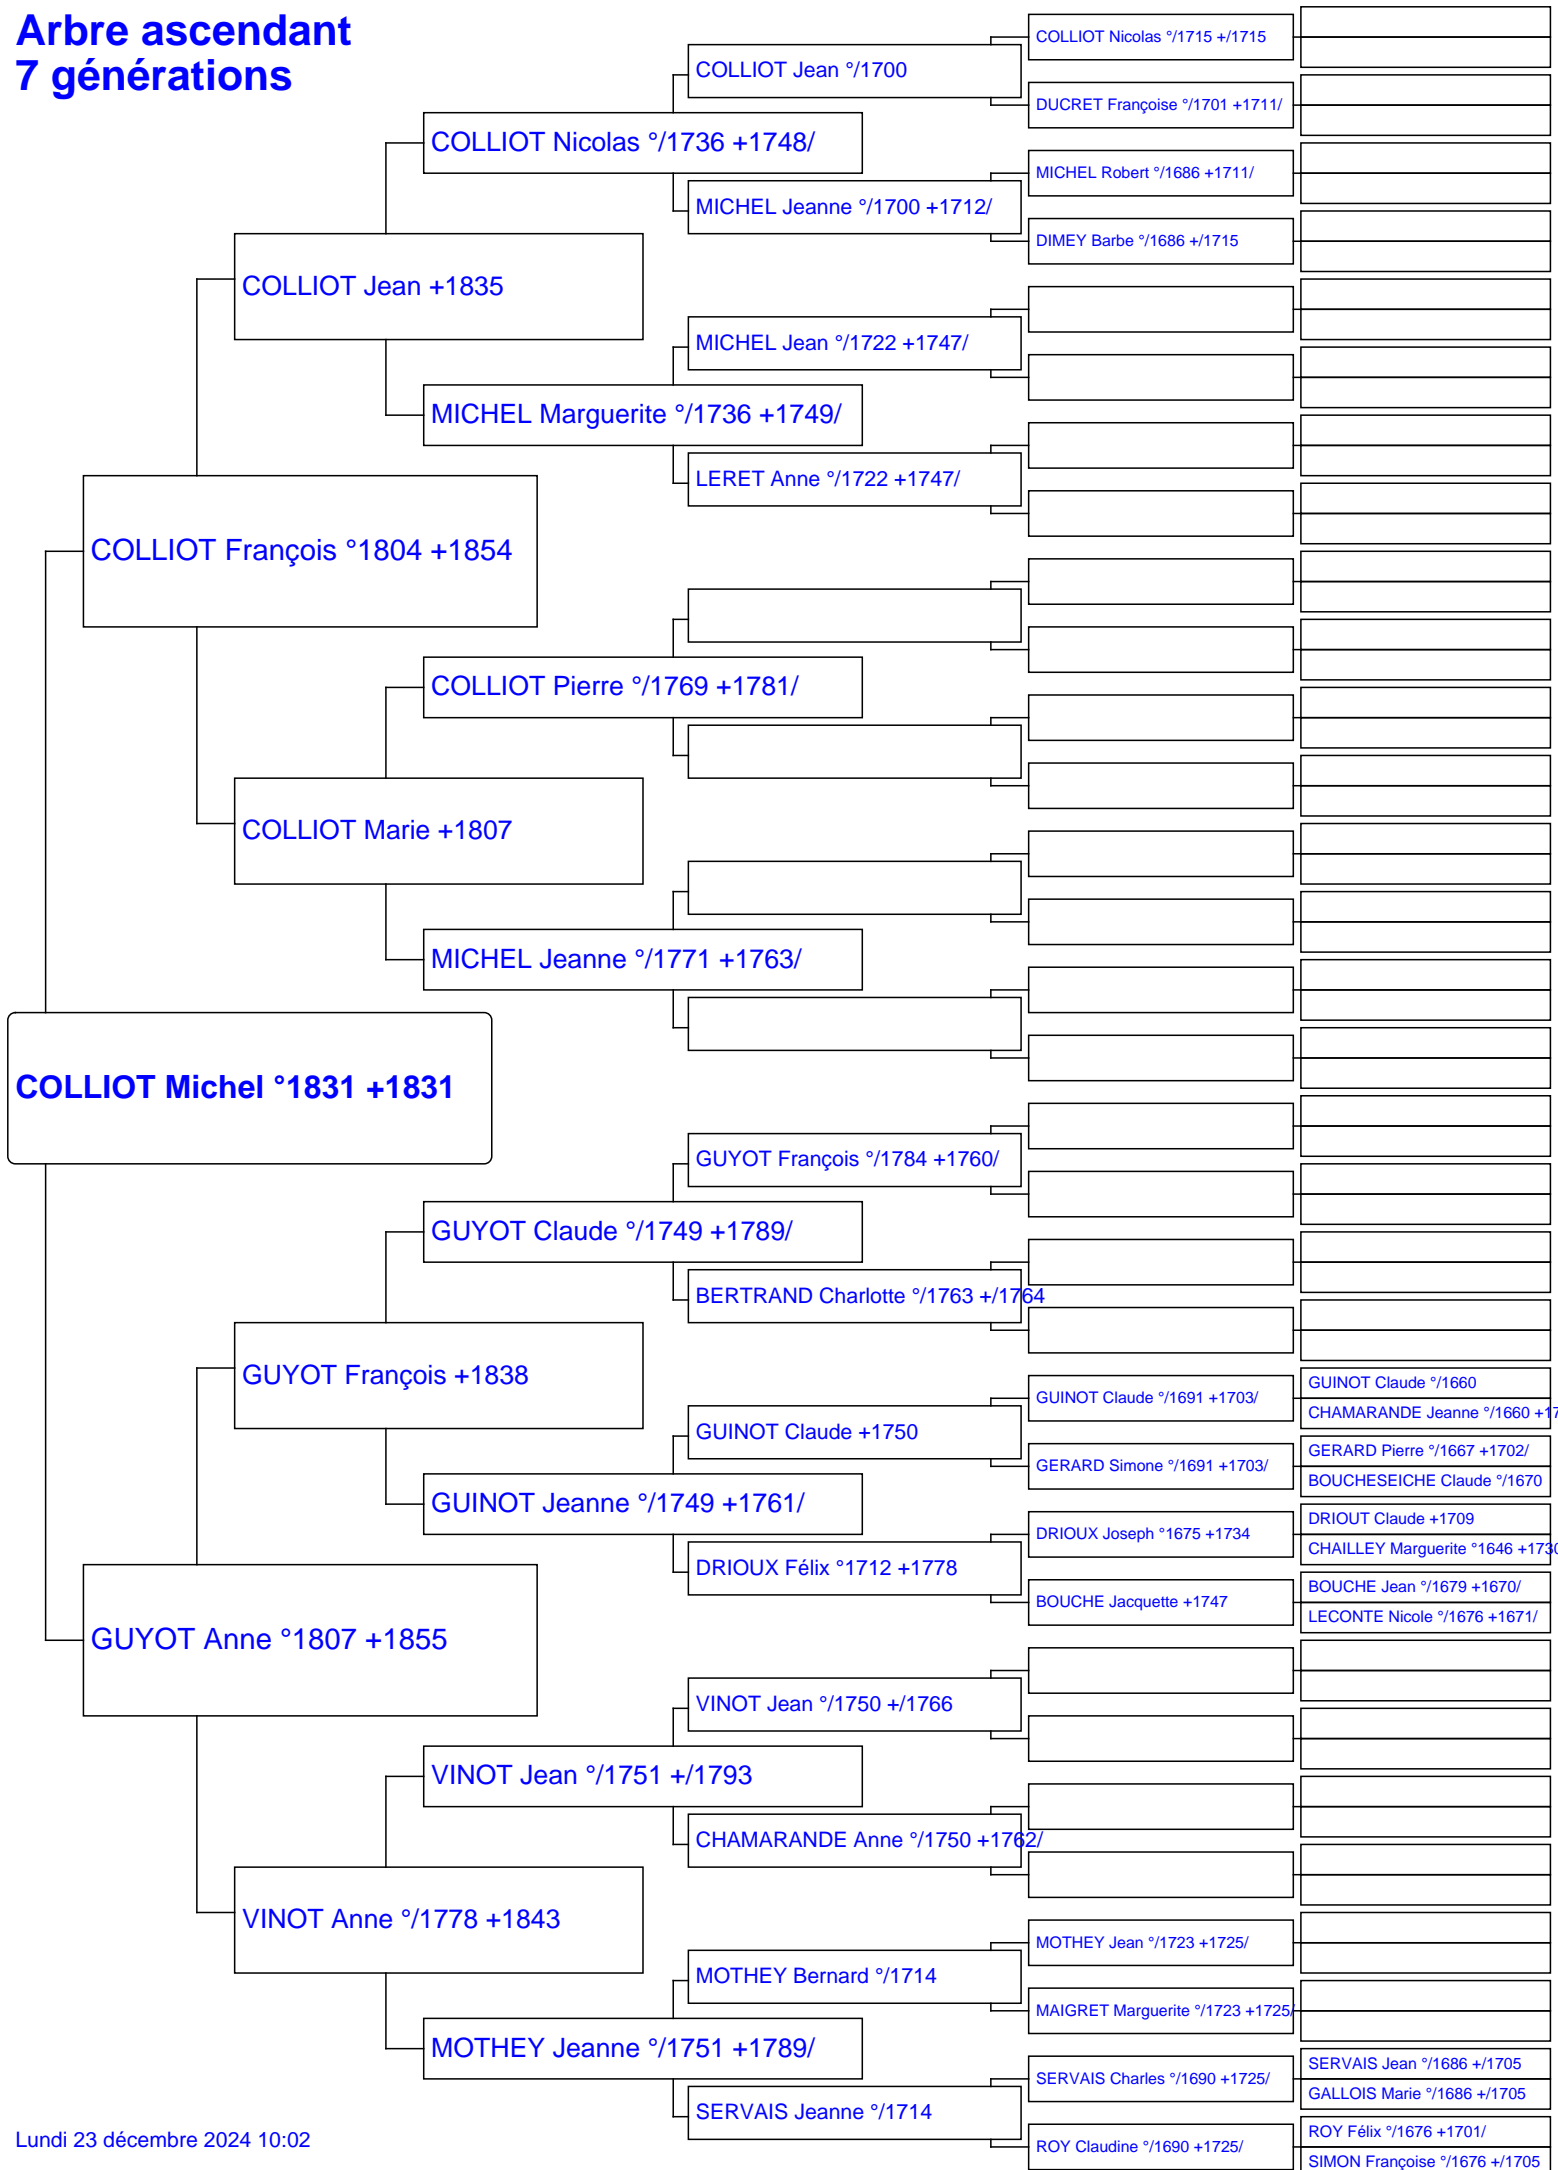 Arbre ascendant
7 générations
COLLIOT Nicolas °/1715 +/1715
COLLIOT Jean °/1700
DUCRET Françoise °/1701 +1711/
COLLIOT Nicolas °/1736 +1748/
MICHEL Robert °/1686 +1711/
MICHEL Jeanne °/1700 +1712/
DIMEY Barbe °/1686 +/1715
COLLIOT Jean +1835
MICHEL Jean °/1722 +1747/
MICHEL Marguerite °/1736 +1749/
LERET Anne °/1722 +1747/
COLLIOT François °1804 +1854
COLLIOT Pierre °/1769 +1781/
COLLIOT Marie +1807
MICHEL Jeanne °/1771 +1763/
COLLIOT Michel °1831 +1831
GUYOT François °/1784 +1760/
GUYOT Claude °/1749 +1789/
BERTRAND Charlotte °/1763 +/1764
GUYOT François +1838
GUINOT Claude °/1660
GUINOT Claude °/1691 +1703/
CHAMARANDE Jeanne °/1660 +17
GUINOT Claude +1750
GERARD Pierre °/1667 +1702/
GERARD Simone °/1691 +1703/
BOUCHESEICHE Claude °/1670
GUINOT Jeanne °/1749 +1761/
DRIOUT Claude +1709
DRIOUX Joseph °1675 +1734
CHAILLEY Marguerite °1646 +1730
DRIOUX Félix °1712 +1778
BOUCHE Jean °/1679 +1670/
BOUCHE Jacquette +1747
LECONTE Nicole °/1676 +1671/
GUYOT Anne °1807 +1855
VINOT Jean °/1750 +/1766
VINOT Jean °/1751 +/1793
CHAMARANDE Anne °/1750 +1762/
VINOT Anne °/1778 +1843
MOTHEY Jean °/1723 +1725/
MOTHEY Bernard °/1714
MAIGRET Marguerite °/1723 +1725/
MOTHEY Jeanne °/1751 +1789/
SERVAIS Jean °/1686 +/1705
SERVAIS Charles °/1690 +1725/
GALLOIS Marie °/1686 +/1705
SERVAIS Jeanne °/1714
ROY Félix °/1676 +1701/
ROY Claudine °/1690 +1725/
SIMON Françoise °/1676 +/1705
Lundi 23 décembre 2024 10:02